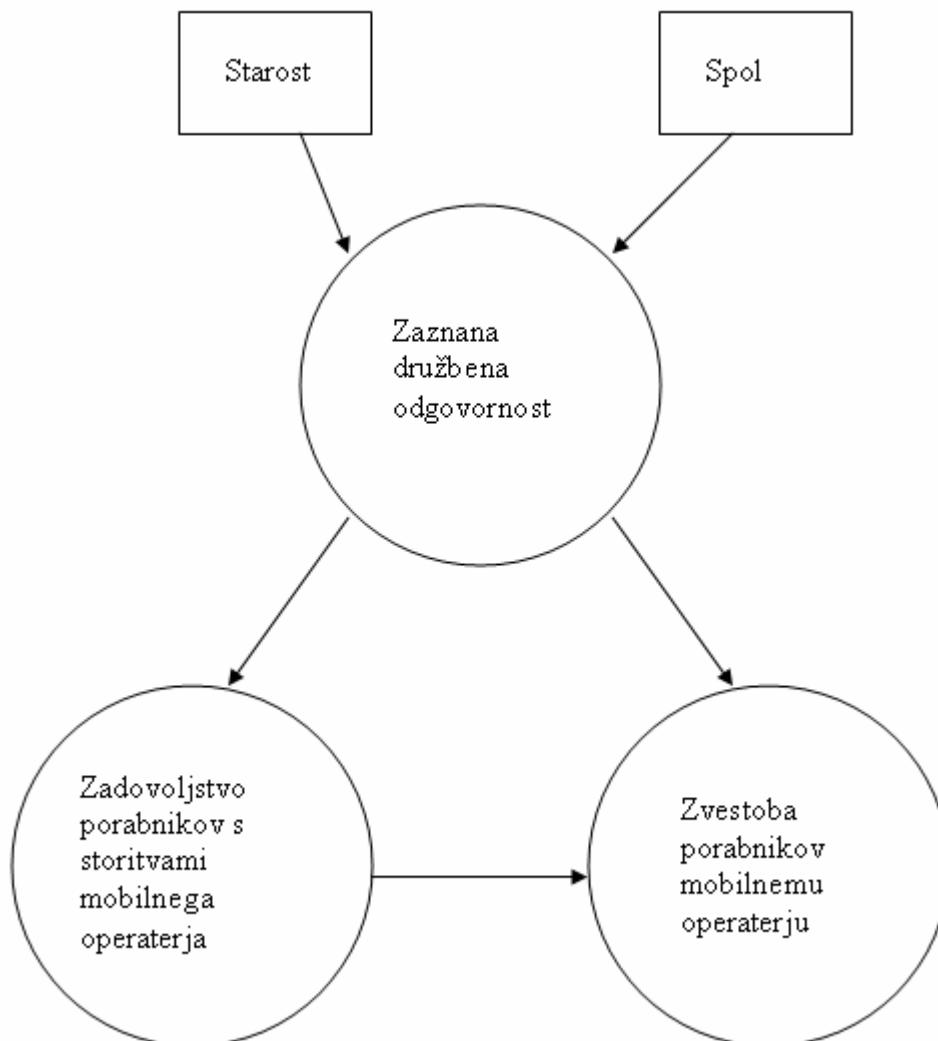 Starost
Spol
Zaznana
družbena
odgovornost
Zadovoljstvo
porabnikov s
storitvami
mobilnega
operaterja
Zvestoba
porabnikov
mobilnemu
operaterju